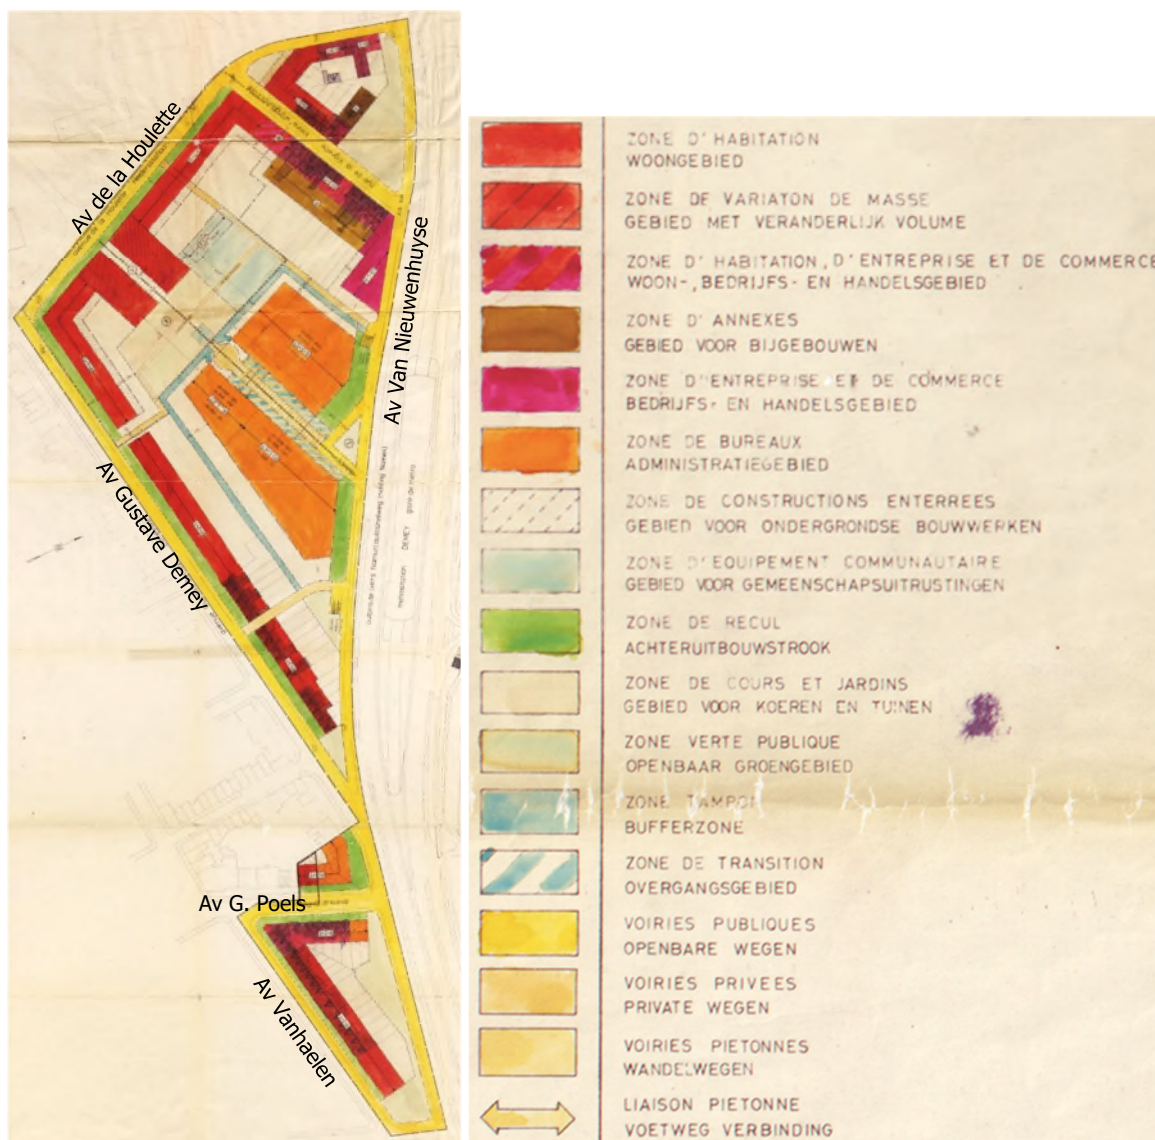 Av de la Houlette
Av Van Nieuwenhuyse
Av Gustave Demey
Av G. Poels
Av Vanhaelen
ZONE D'HABITATION
WOONGEBIED
ZONE DE VARIATON DE MASSE
GEBIED MET VERANDERLIJK VOLUME
ZONE D'HABITATION, D'ENTREPRISE ET DE COMMERCE
WOON-, BEDRIJFS- EN HANDELSGEBIED
ZONE D'ANNEXES
GEBIED VOOR BIJGEBOUWEN
ZONE D'ENTREPRISE ET DE COMMERCE
BEDRIJFS- EN HANDELSGEBIED
ZONE DE BUREAUX
ADMINISTRATIEGEBIED
ZONE DE CONSTRUCTIONS ENTERREES
GEBIED VOOR ONDERGRONDSE BOUWWERKEN
ZONE D'EQUIPEMENT COMMUNAUTAIRE
GEBIED VOOR GEMEENSCHAPSUITRUSTINGEN
ZONE DE RECUL
ACHTERUITBOUWSTROOK
ZONE DE COURS ET JARDINS
GEBIED VOOR KOEREN EN TUINEN
ZONE VERTE PUBLIQUE
OPENBAAR GROENGEBIED
ZONE TAMPON
BUFFERZONE
ZONE DE TRANSITION
OVERGANGSGEBIED
VOIRIES PUBLIQUES
OPENBARE WEGEN
VOIRIES PRIVEES
PRIVATE WEGEN
VOIRIES PIETONNES
WANDELWEGEN
LIAISON PIETONNE
VOETWEG VERBINDING